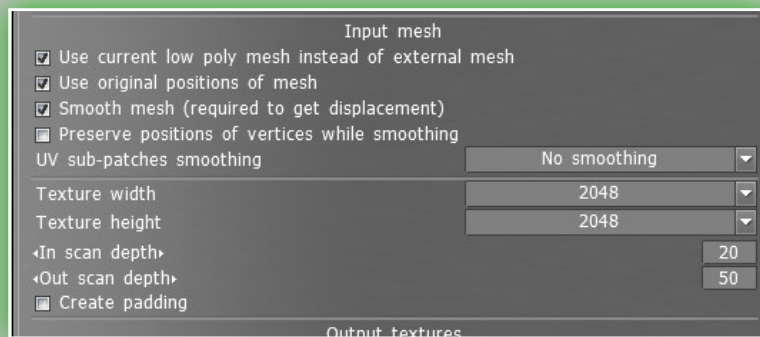 Input mesh
Use current low poly mesh instead of external mesh
Use original positions of mesh
Smooth mesh (required to get displacement)
Preserve positions of vertices while smoothing
UV sub-patches smoothing No smoothing
Texture width 2048
Texture height 2048
In scan depth 20
Out scan depth 50
Create padding
Output textures